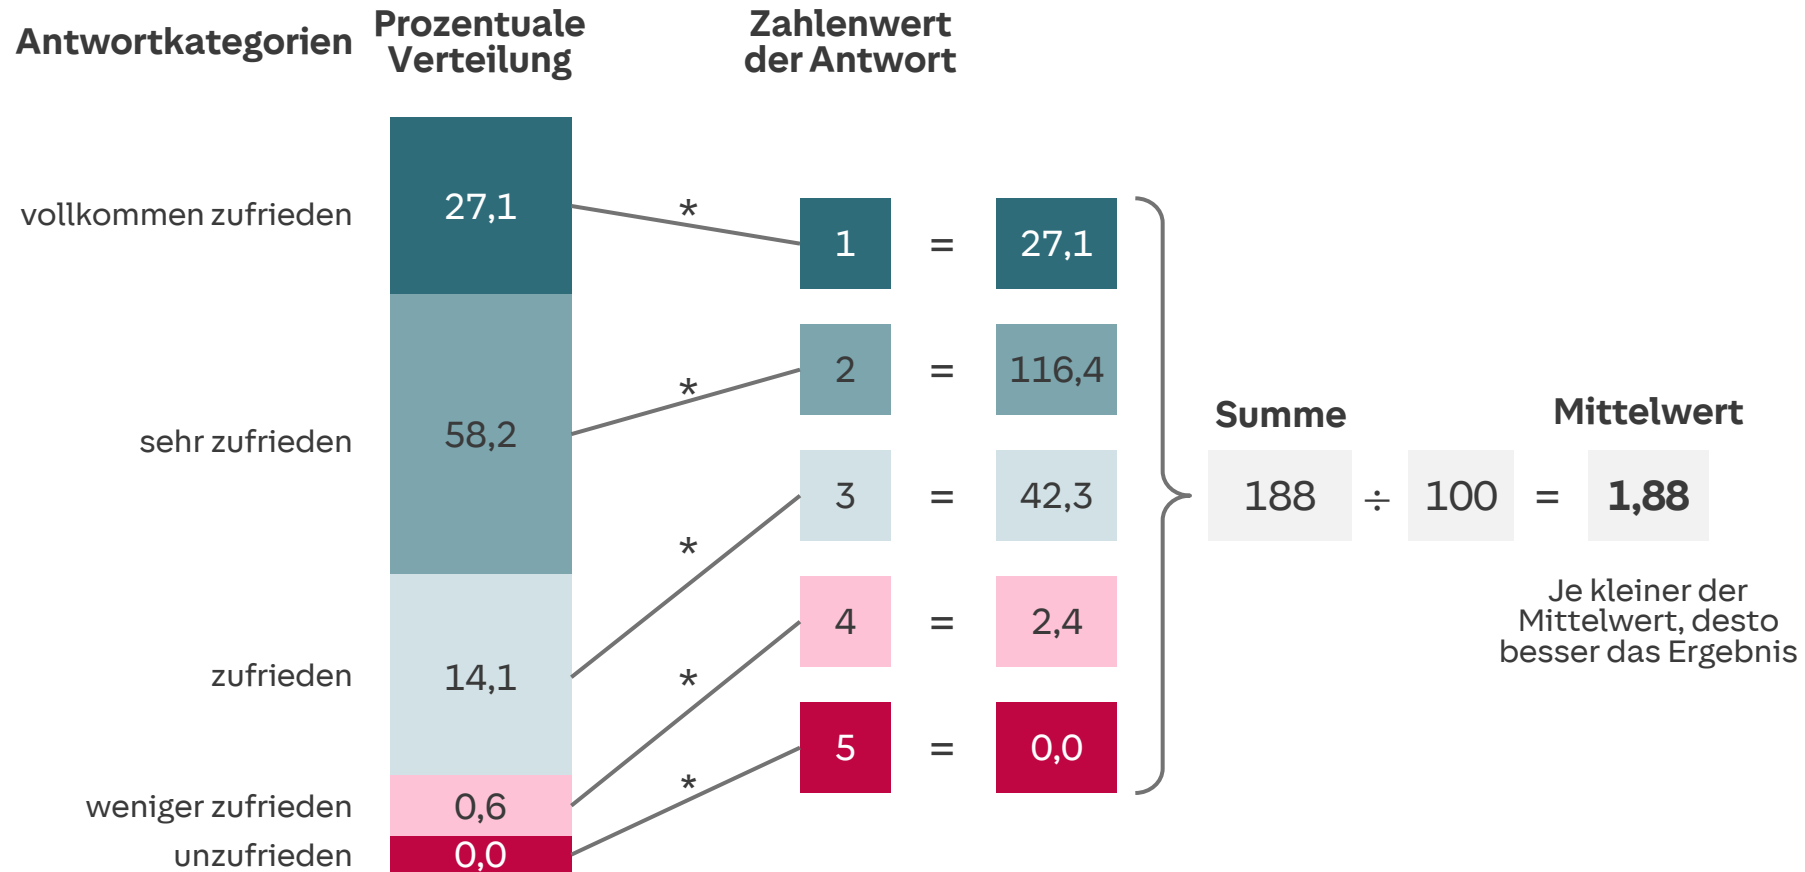 Antwortkategorien
Prozentuale
Verteilung
Zahlenwert
der Antwort
vollkommen zufrieden
27,1
*
1
=
27,1
sehr zufrieden
58,2
*
2
=
116,4
zufrieden
14,1
*
3
=
42,3
weniger zufrieden
0,6
*
4
=
2,4
unzufrieden
0,0
*
5
=
0,0
Summe
188
÷
100
=
Mittelwert
1,88
Je kleiner der
Mittelwert, desto
besser das Ergebnis